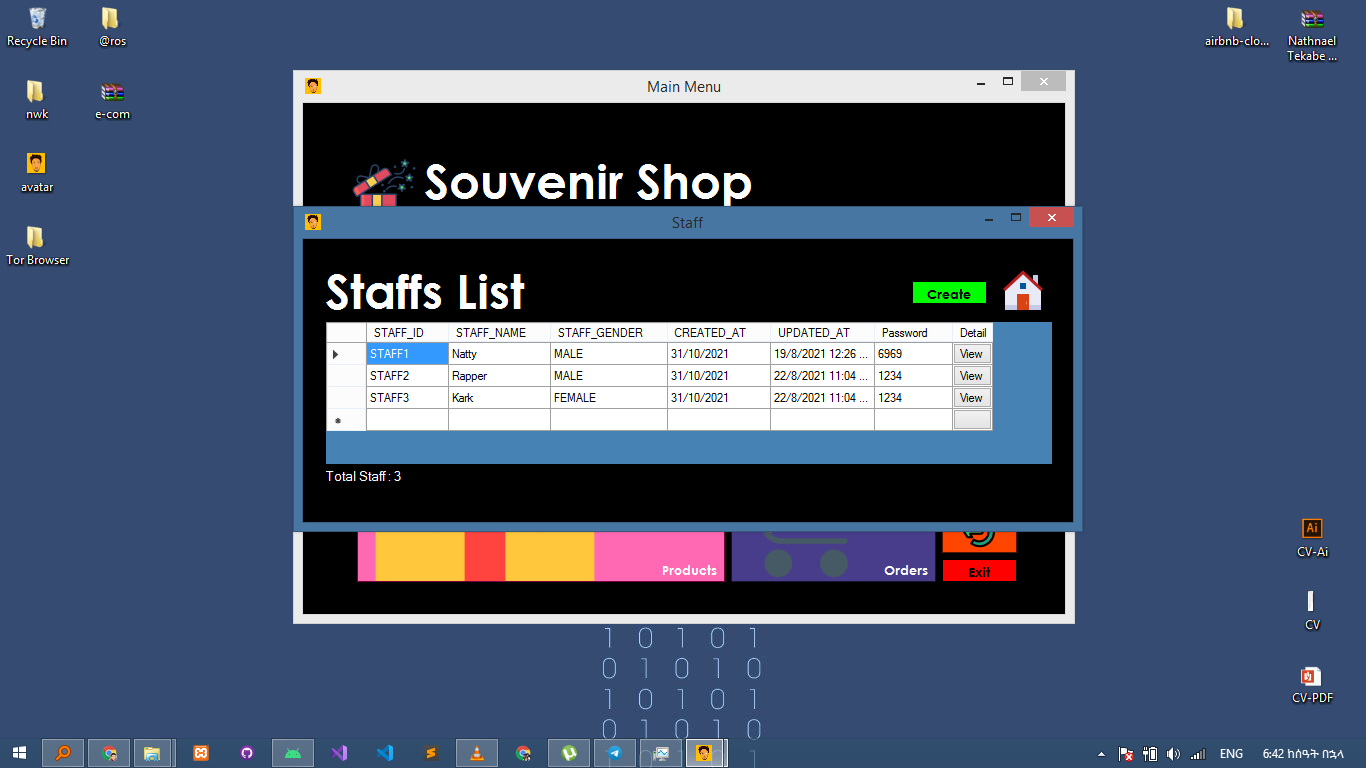 Recycle Bin
@ros
airbnb-clo...
Nathnael
Tekabe ...
nwk
e-com
avatar
Tor Browser
Main Menu
Souvenir Shop
Staff
Staffs List
Create
STAFF_ID STAFF_NAME STAFF_GENDER CREATED_AT UPDATED_AT Password Detail
STAFF1 Natty MALE 31/10/2021 19/8/2021 12:26 ... 6969 View
STAFF2 Rapper MALE 31/10/2021 22/8/2021 11:04 ... 1234 View
STAFF3 Kark FEMALE 31/10/2021 22/8/2021 11:04 ... 1234 View
Total Staff : 3
Products
Orders
Exit
Ai
CV-Ai
CV
CV-PDF
1 0 1 0 1
0 1 0 1 0
1 0 1 0 1
0 1 0 1 0
ENG
6:42 ከሰዓት በኋላ